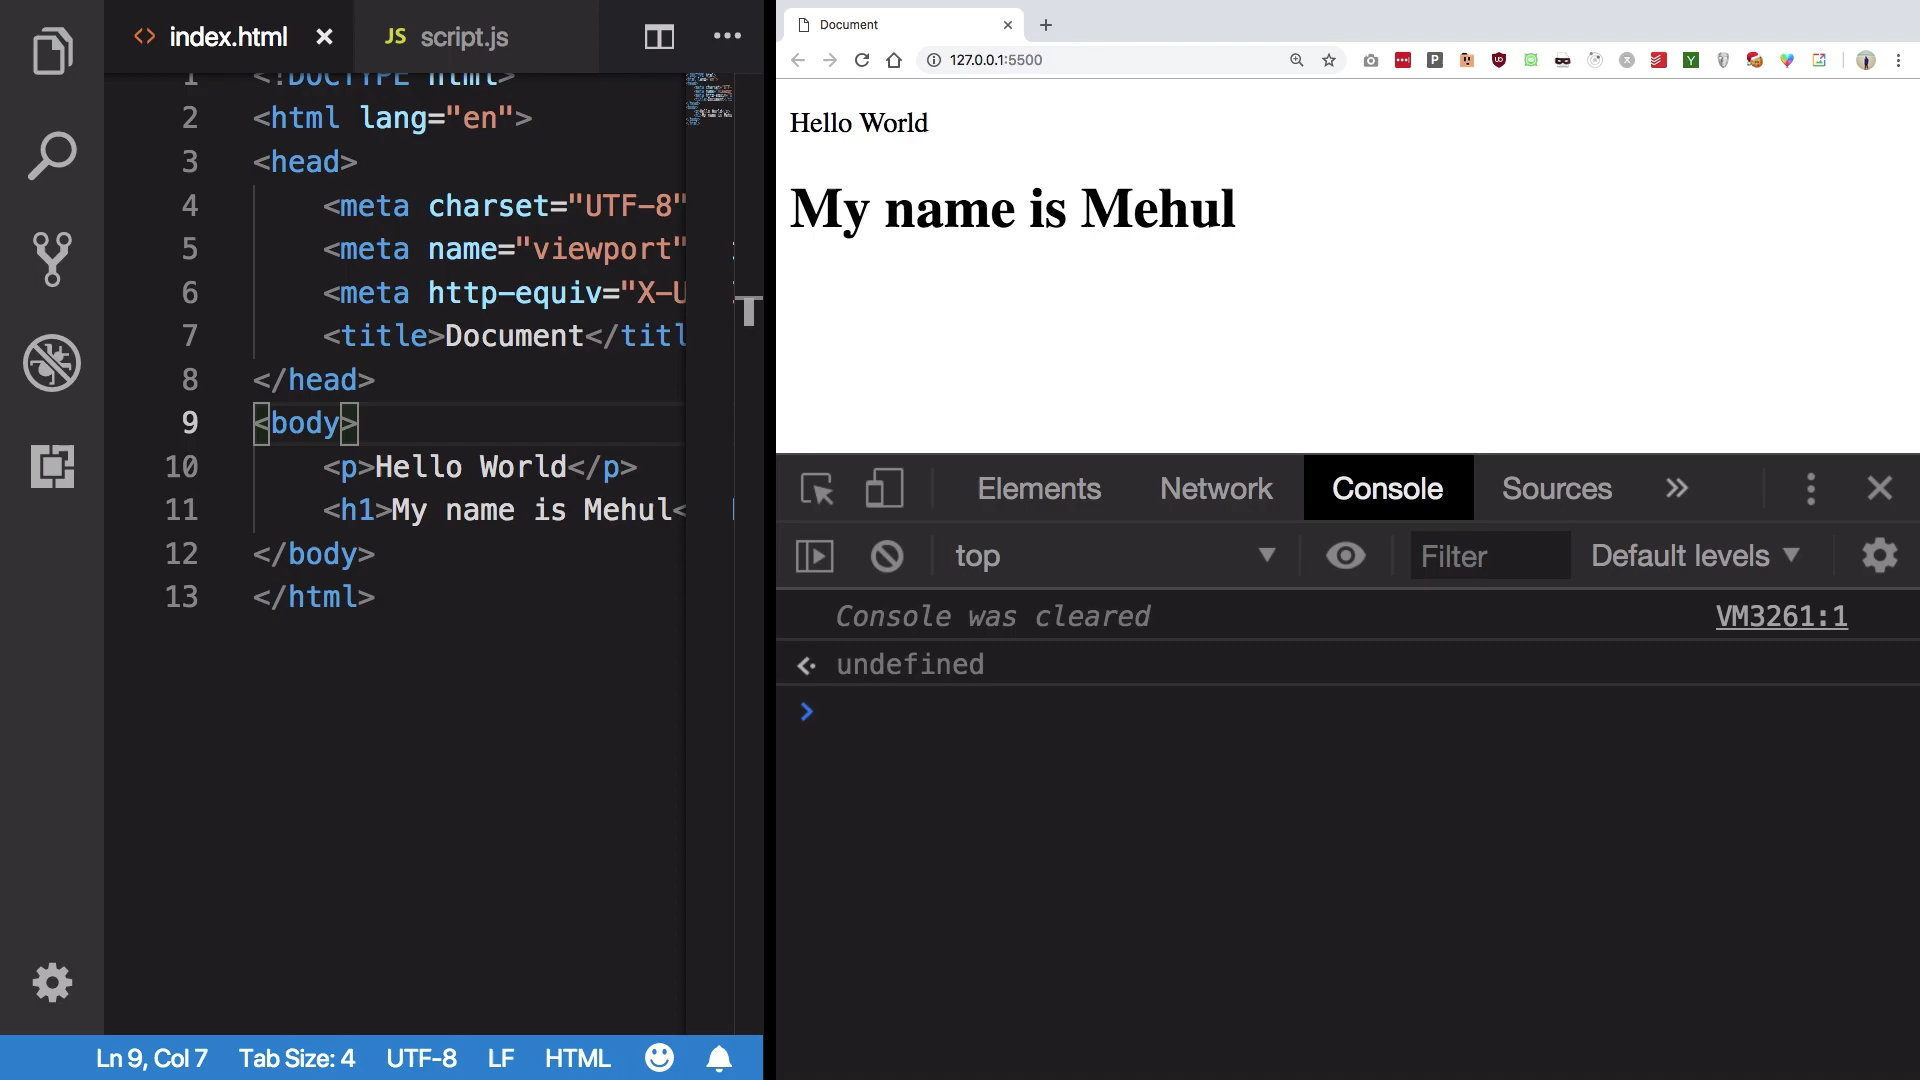 index.html
JS script.js
1 <!DOCTYPE html>
2 <html lang="en">
3 <head>
4 <meta charset="UTF-8"
5 <meta name="viewport"
6 <meta http-equiv="X-U
7 <title>Document</titl
8 </head>
9 <body>
10 <p>Hello World</p>
11 <h1>My name is Mehul<
12 </body>
13 </html>
Ln 9, Col 7 Tab Size: 4 UTF-8 LF HTML
Document
127.0.0.1:5500
Hello World
My name is Mehul
Elements Network Console Sources
top Filter Default levels
Console was cleared VM3261:1
undefined